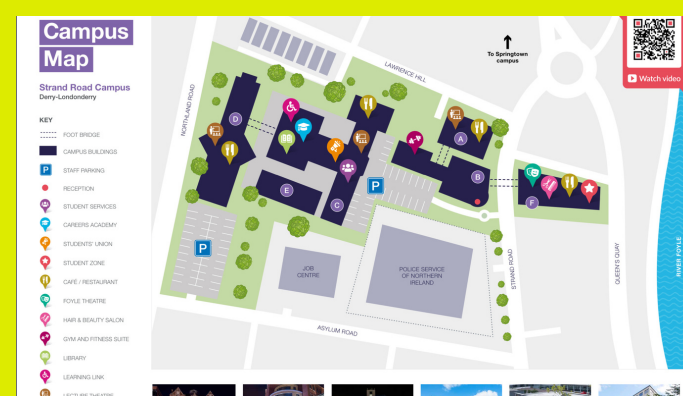 Campus
Map
Strand Road Campus
Derry-Londonderry
KEY
FOOT BRIDGE
CAMPUS BUILDINGS
P STAFF PARKING
RECEPTION
STUDENT SERVICES
CAREERS ACADEMY
STUDENTS' UNION
STUDENT ZONE
CAFÉ / RESTAURANT
FOYLE THEATRE
HAIR & BEAUTY SALON
GYM AND FITNESS SUITE
LIBRARY
LEARNING LINK
LECTURE THEATRE
To Springtown
campus
Watch video
LAWRENCE HILL
NORTHLAND ROAD
D
A
B
E
C
F
P
P
JOB
CENTRE
POLICE SERVICE
OF NORTHERN
IRELAND
STRAND ROAD
QUEEN'S QUAY
RIVER FOYLE
ASYLUM ROAD